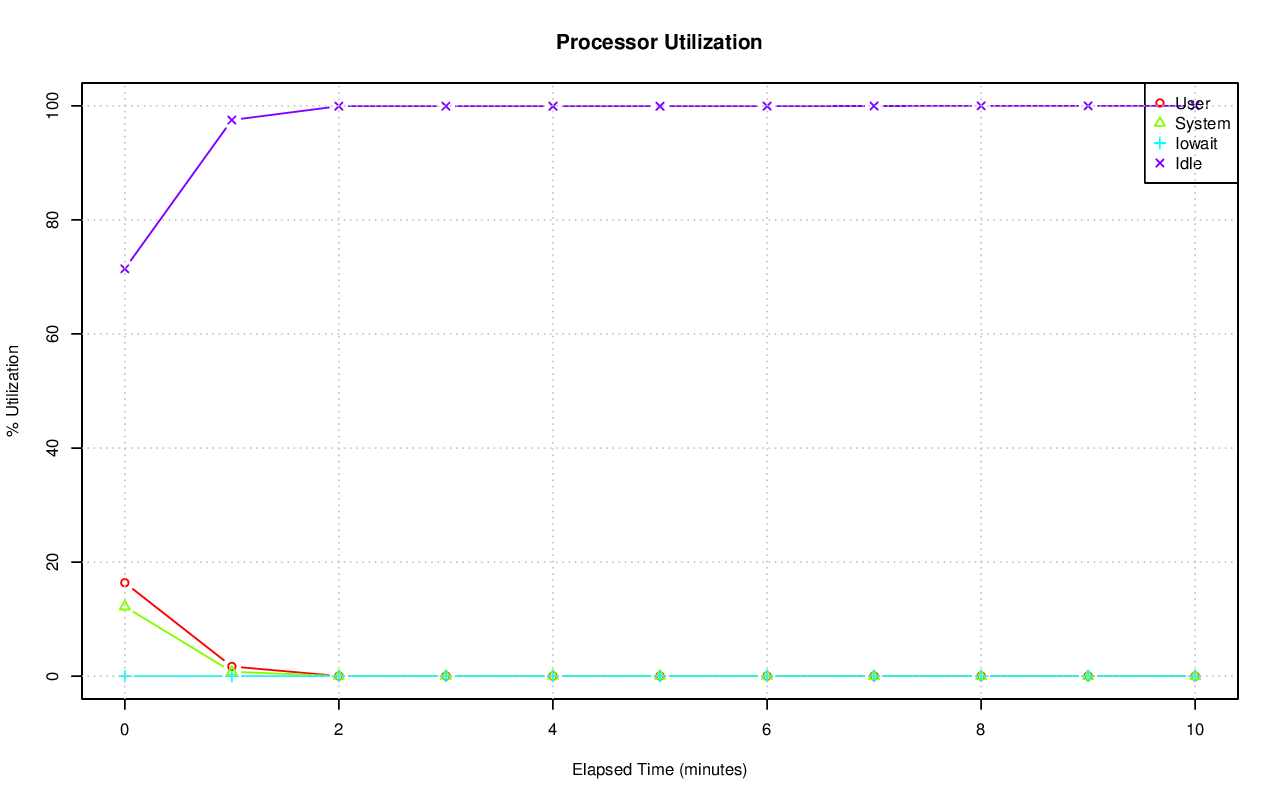 Processor Utilization
100
80
60
40
20
0
% Utilization
User
System
Iowait
Idle
0 2 4 6 8 10
Elapsed Time (minutes)